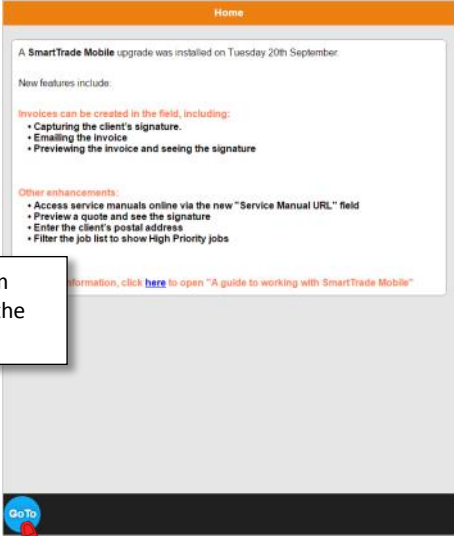 Home
A SmartTrade Mobile upgrade was installed on Tuesday 20th September.
New features include:
Invoices can be created in the field, including:
• Capturing the client's signature.
• Emailing the invoice
• Previewing the invoice and seeing the signature
Other enhancements:
• Access service manuals online via the new "Service Manual URL" field
• Preview a quote and see the signature
• Enter the client's postal address
• Filter the job list to show High Priority jobs
formation, click here to open "A guide to working with SmartTrade Mobile"
the
GoTo